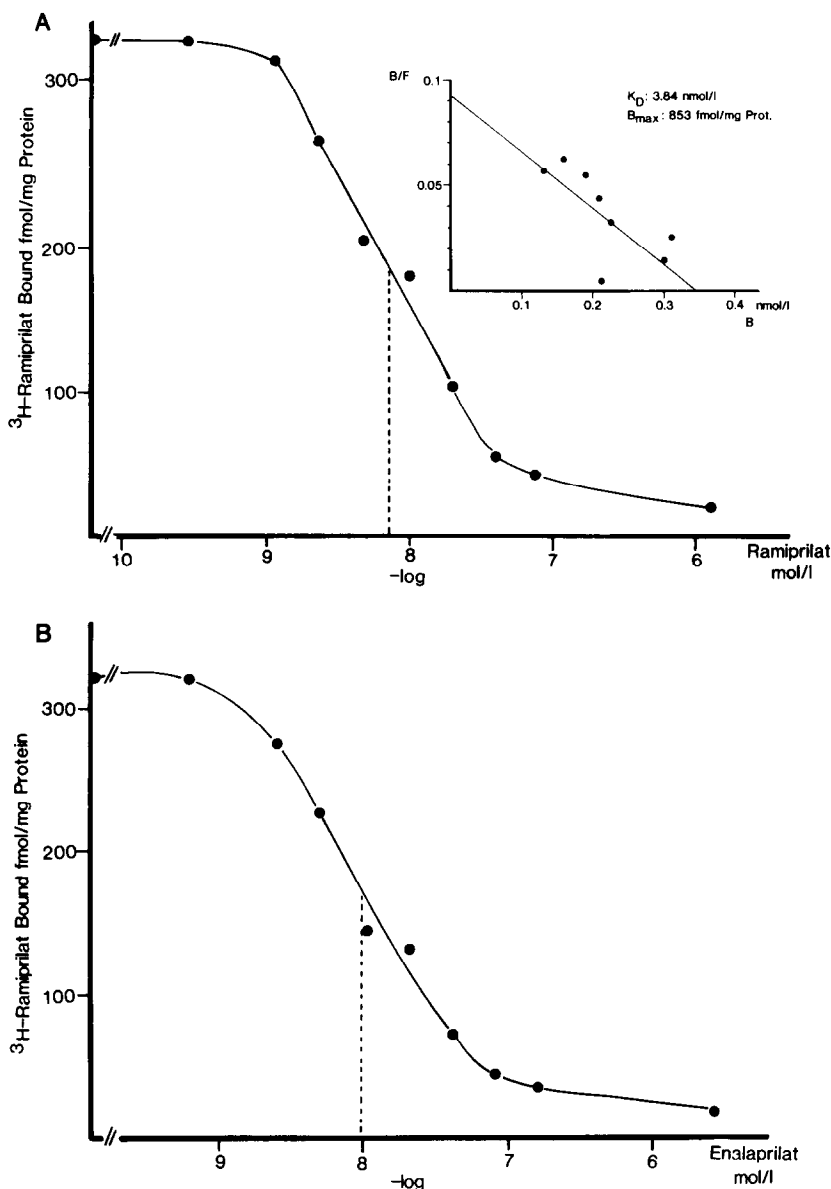 A
³H-Ramiprilat Bound fmol/mg Protein
300
200
100
10
9
8
7
6
-log
Ramiprilat
mol/l
B/F
0.1
0.05
K_D: 3.84 nmol/l
B_max: 853 fmol/mg Prot.
0.1
0.2
0.3
0.4
nmol/l
B
B
³H-Ramiprilat Bound fmol/mg Protein
300
200
100
9
8
7
6
-log
Enalaprilat
mol/l